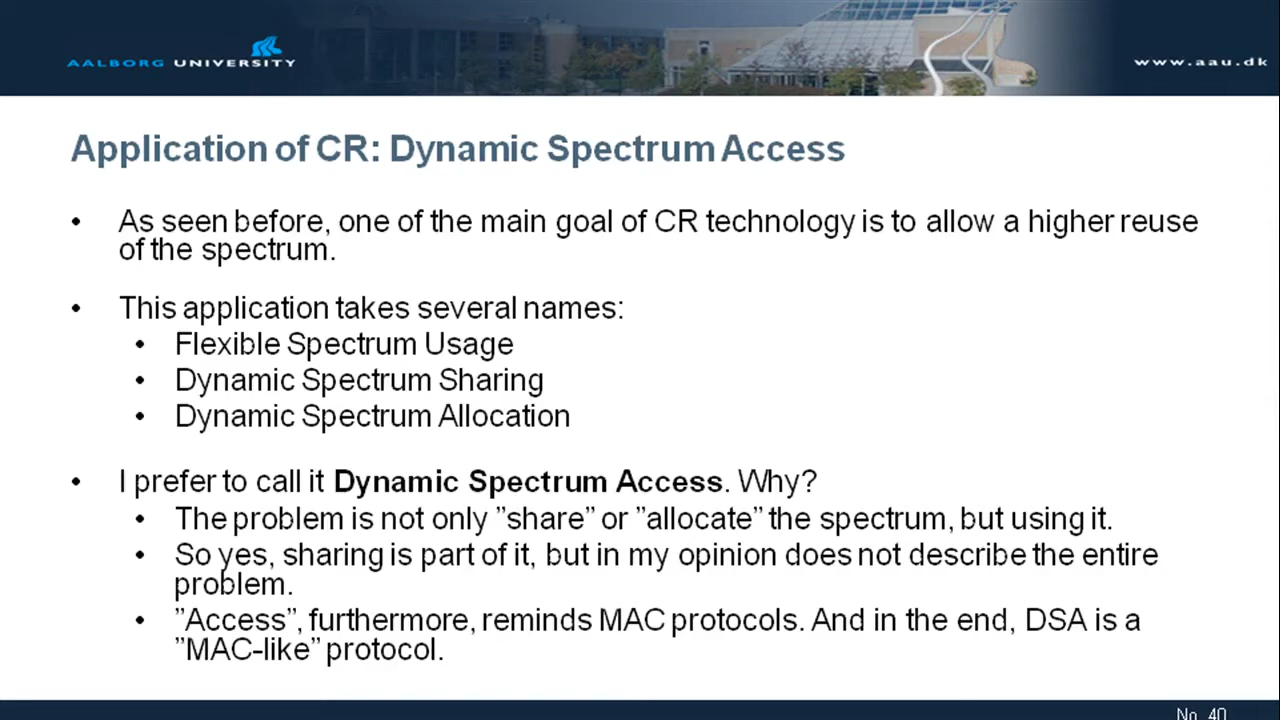 AALBORG UNIVERSITY
www.aau.dk
Application of CR: Dynamic Spectrum Access
• As seen before, one of the main goal of CR technology is to allow a higher reuse
of the spectrum.
• This application takes several names:
• Flexible Spectrum Usage
• Dynamic Spectrum Sharing
• Dynamic Spectrum Allocation
• I prefer to call it Dynamic Spectrum Access. Why?
• The problem is not only ”share” or ”allocate” the spectrum, but using it.
• So yes, sharing is part of it, but in my opinion does not describe the entire
problem.
• ”Access”, furthermore, reminds MAC protocols. And in the end, DSA is a
”MAC-like” protocol.
No. 40